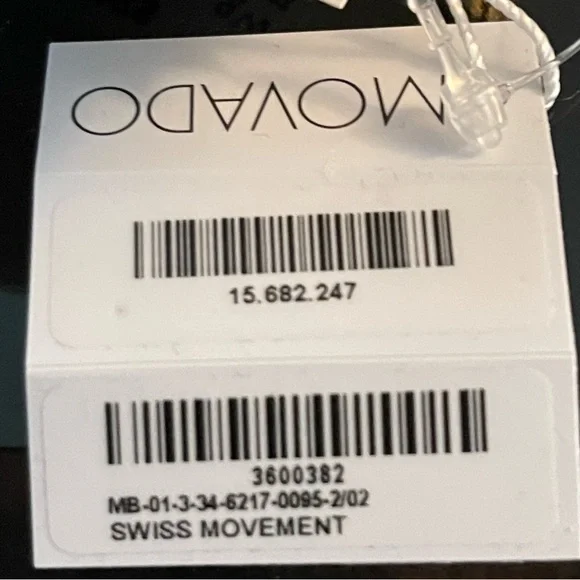 MOVADO
15.682.247
3600382
MB-01-3-34-6217-0095-2/02
SWISS MOVEMENT